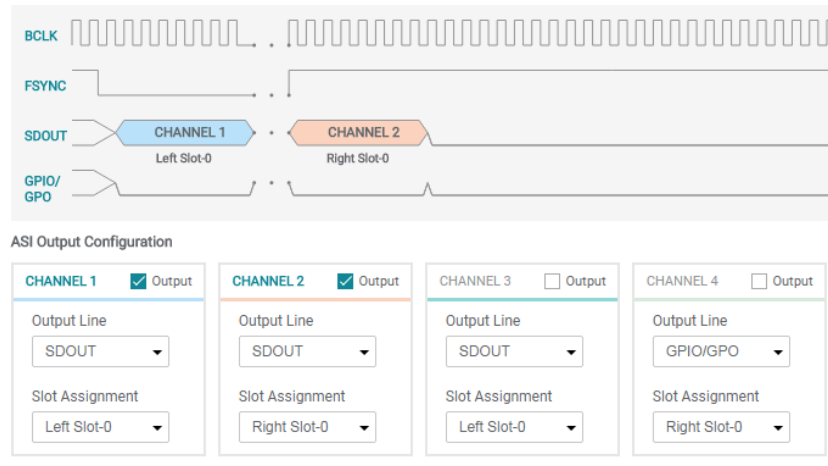 BCLK
FSYNC
SDOUT
CHANNEL 1
CHANNEL 2
Left Slot-0
Right Slot-0
GPIO/
GPO
ASI Output Configuration
CHANNEL 1 Output
CHANNEL 2 Output
CHANNEL 3 Output
CHANNEL 4 Output
Output Line
Output Line
Output Line
Output Line
SDOUT
SDOUT
SDOUT
GPIO/GPO
Slot Assignment
Slot Assignment
Slot Assignment
Slot Assignment
Left Slot-0
Right Slot-0
Left Slot-0
Right Slot-0